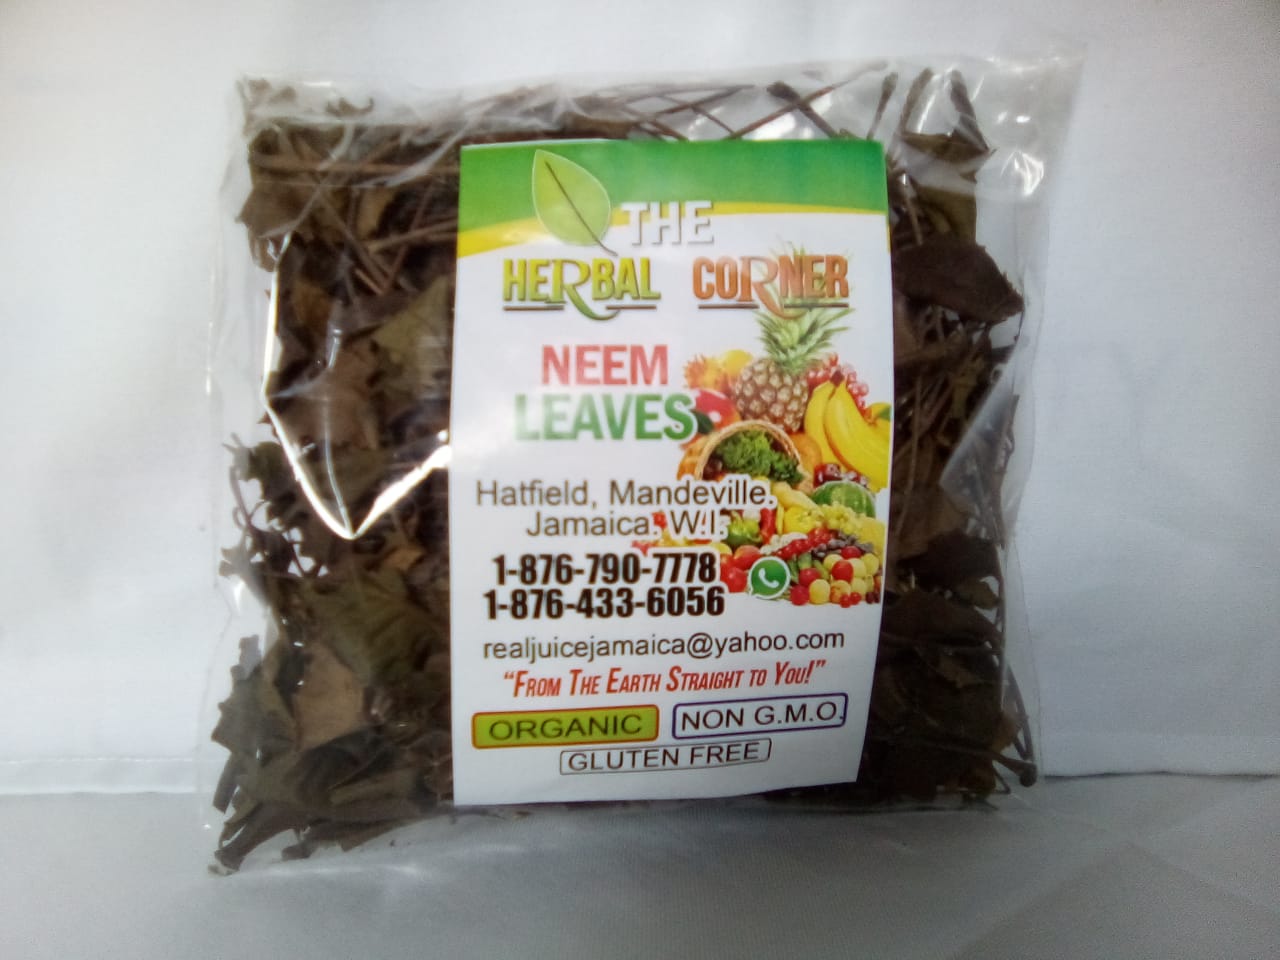 THE
HERBAL CORNER
NEEM
LEAVES
Hatfield, Mandeville.
Jamaica. W.I.
1-876-790-7778
1-876-433-6056
realjuicejamaica@yahoo.com
"FROM THE EARTH STRAIGHT TO YOU!"
ORGANIC NON G.M.O.
GLUTEN FREE